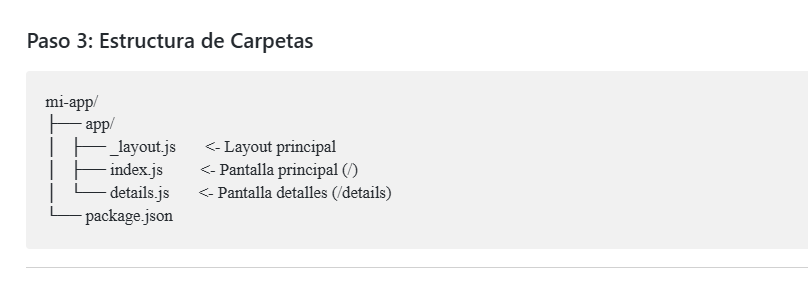 Paso 3: Estructura de Carpetas
mi-app/
├── app/
│   ├── _layout.js      <- Layout principal
│   ├── index.js        <- Pantalla principal (/)
│   └── details.js      <- Pantalla detalles (/details)
└── package.json